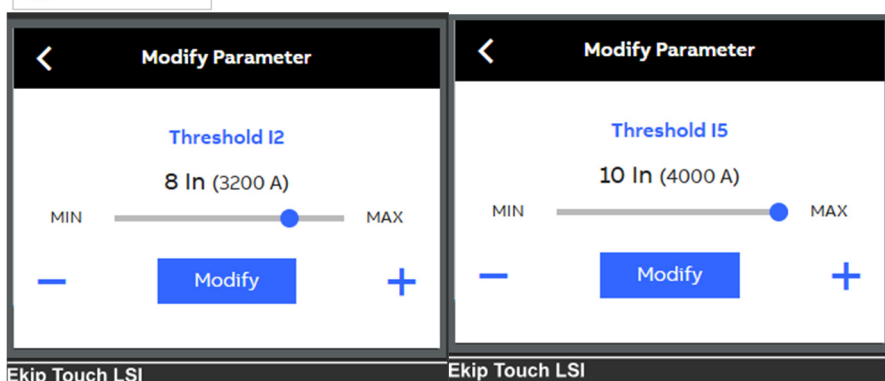 Modify Parameter
Threshold I2
8 In (3200 A)
MIN MAX
− Modify +
Ekip Touch LSI
Modify Parameter
Threshold I5
10 In (4000 A)
MIN MAX
− Modify +
Ekip Touch LSI